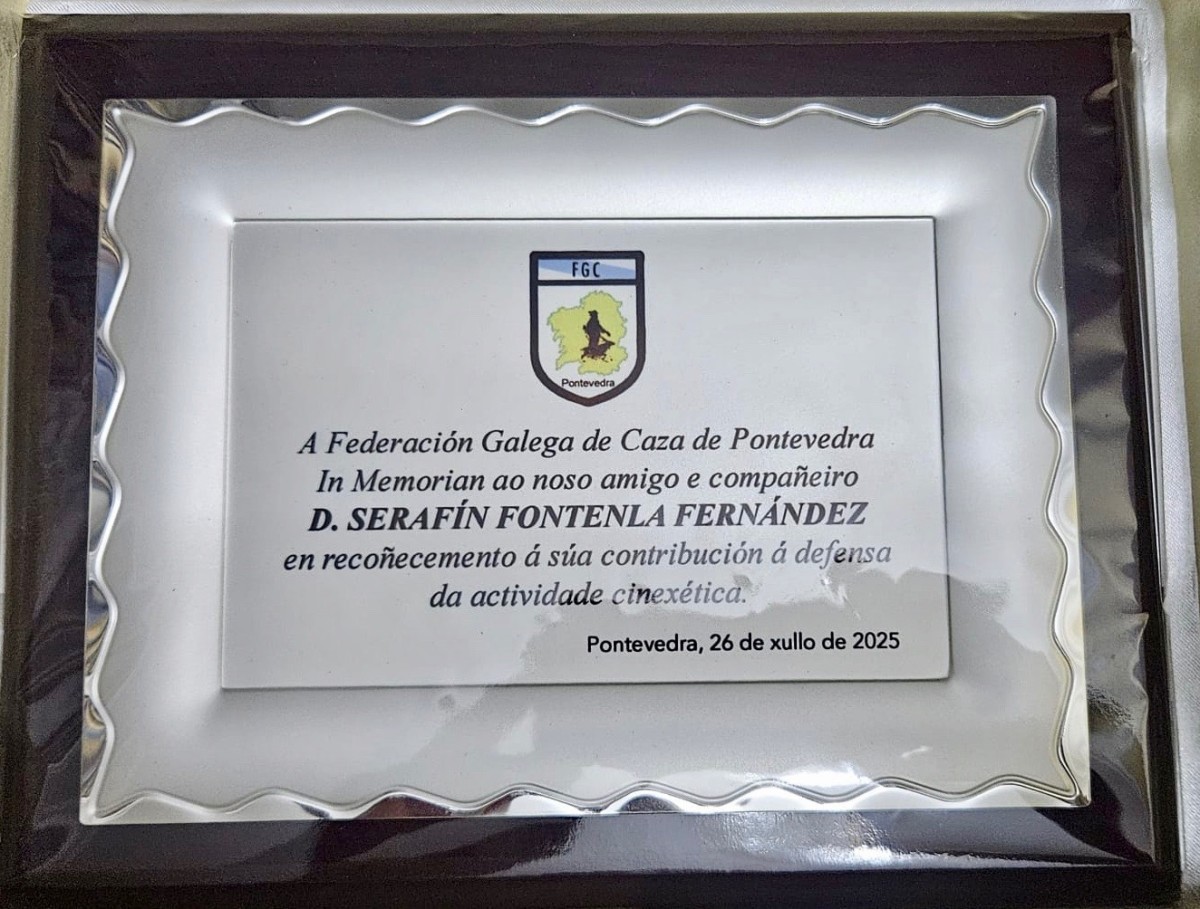 FGC
Pontevedra
A Federación Galega de Caza de Pontevedra
In Memorian ao noso amigo e compañeiro
D. SERAFÍN FONTENLA FERNÁNDEZ
en recoñecemento á súa contribución á defensa
da actividade cinexética.
Pontevedra, 26 de xullo de 2025